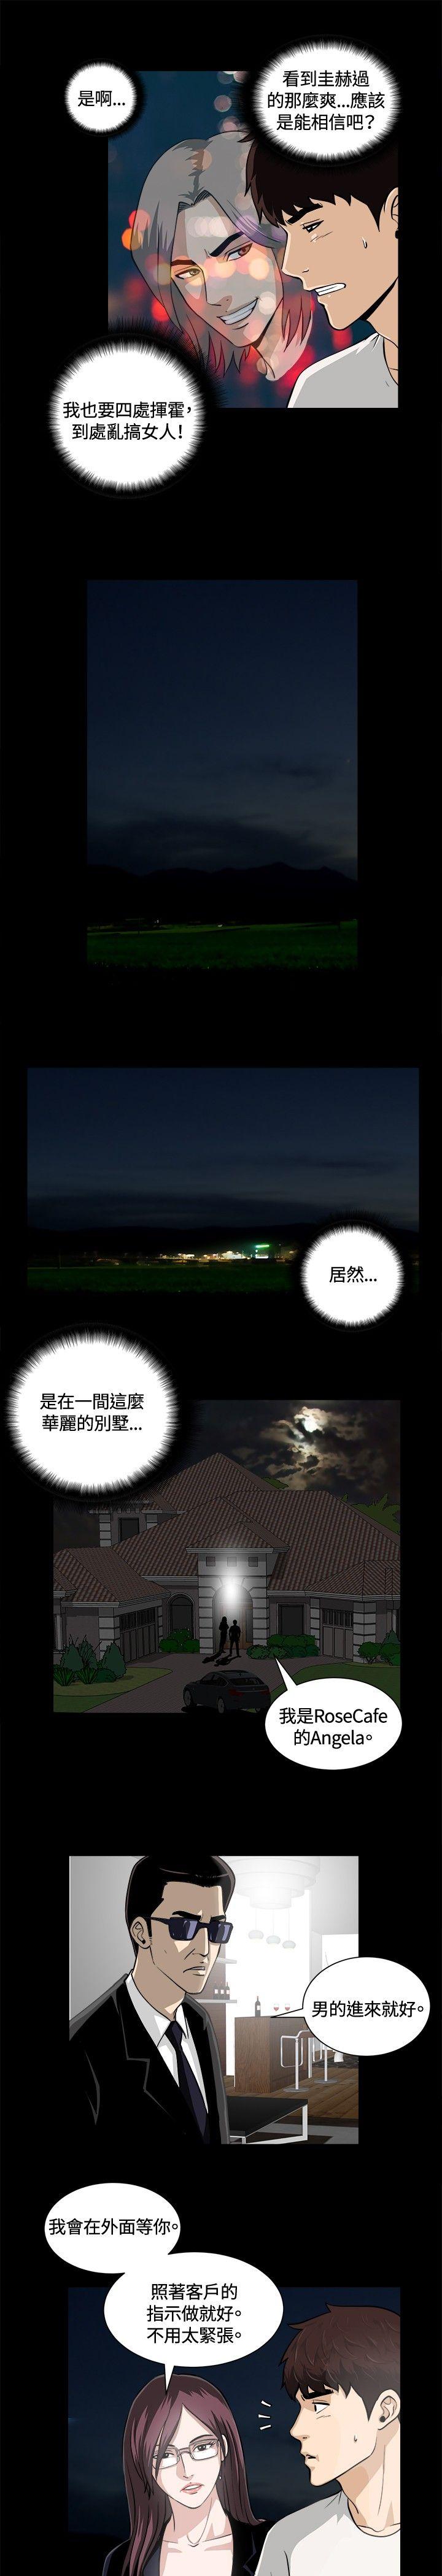 是啊...
看到圭赫過
的那麼爽...應該
是能相信吧?
我也要四處揮霍,
到處亂搞女人!
居然...
是在一間這麼
華麗的別墅...
我是RoseCafe
的Angela。
男的進來就好。
我會在外面等你。
照著客戶的
指示做就好。
不用太緊張。